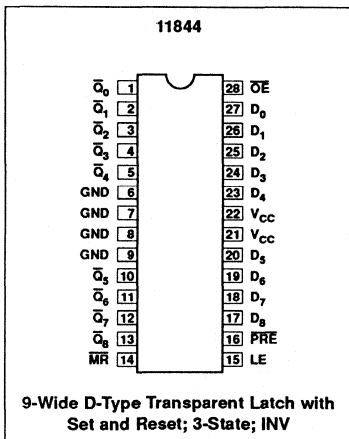 11844
Q̅0 1 28 O̅E̅
Q̅1 2 27 D0
Q̅2 3 26 D1
Q̅3 4 25 D2
Q̅4 5 24 D3
GND 6 23 D4
GND 7 22 VCC
GND 8 21 VCC
GND 9 20 D5
Q̅5 10 19 D6
Q̅6 11 18 D7
Q̅7 12 17 D8
Q̅8 13 16 P̅R̅E̅
M̅R̅ 14 15 LE
9-Wide D-Type Transparent Latch with
Set and Reset; 3-State; INV